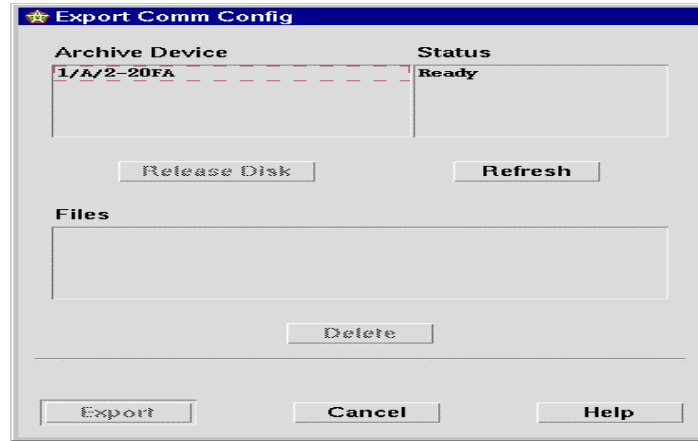 Export Comm Config
Archive Device Status
1/A/2-20FA Ready
Release Disk Refresh
Files
Delete
Export Cancel Help